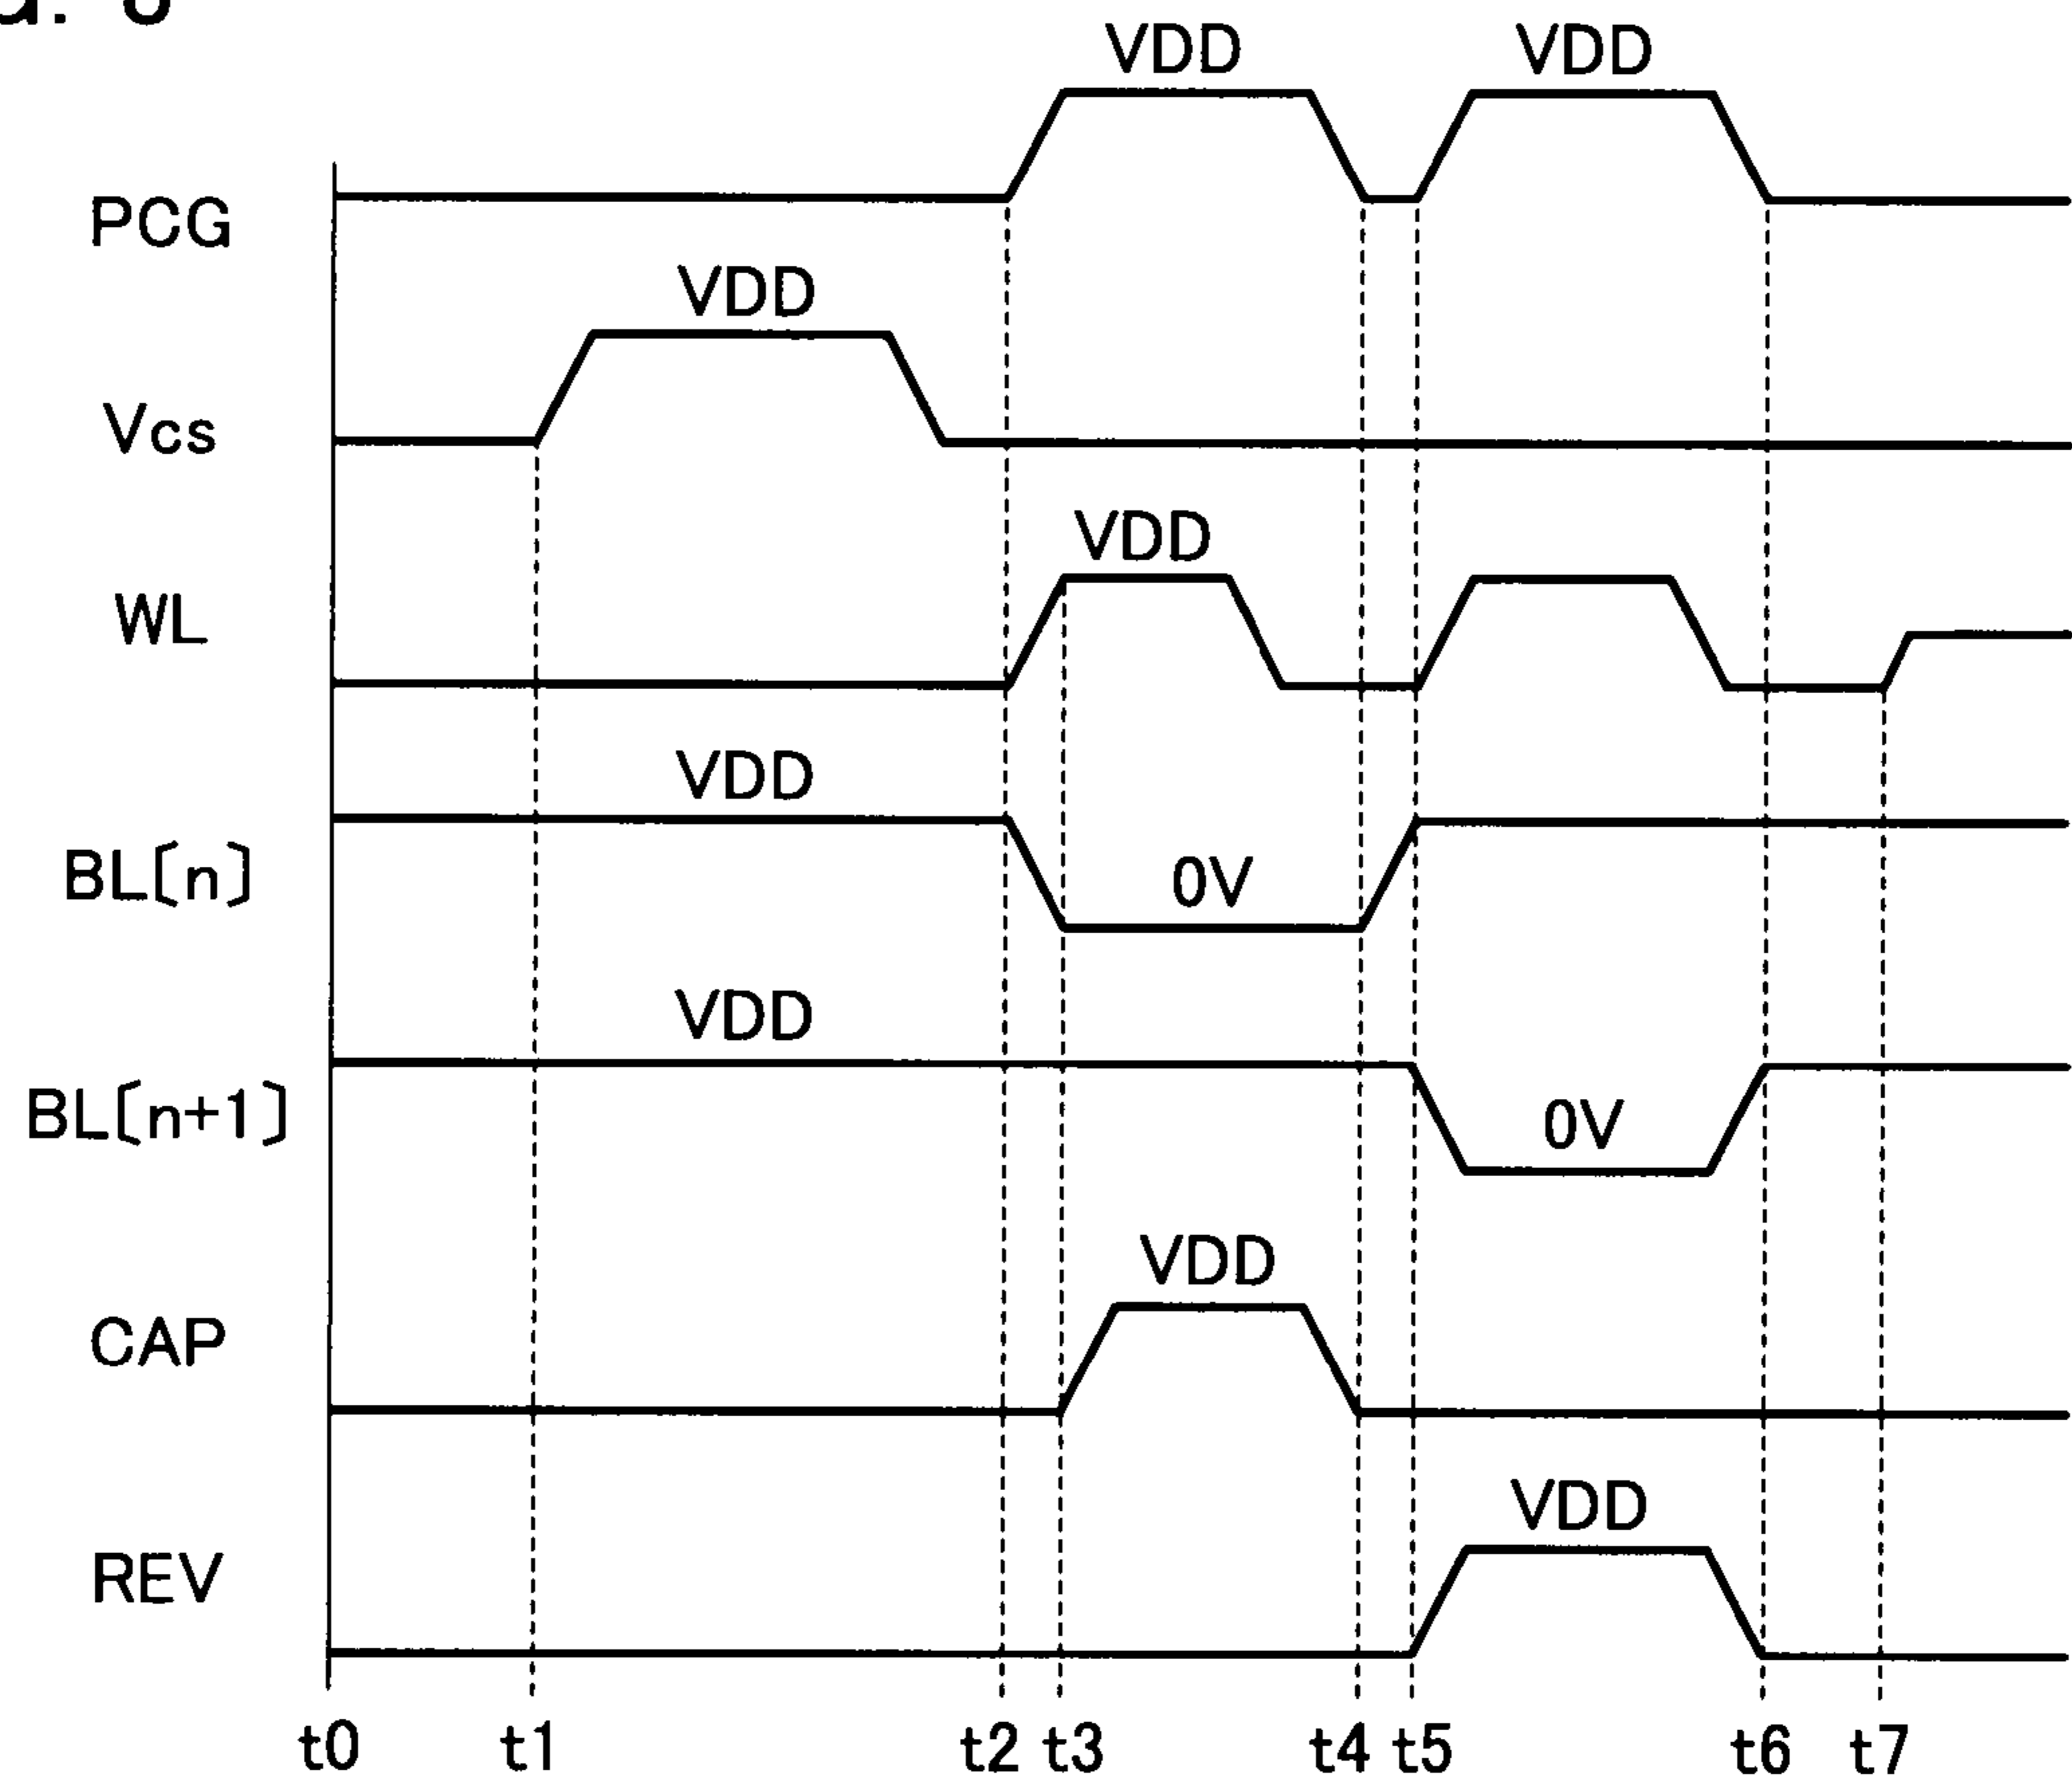 VDD VDD
PCG
VDD
Vcs
VDD
WL
VDD
BL[n]
0V
VDD
BL[n+1]
0V
VDD
CAP
VDD
REV
t0 t1 t2 t3 t4 t5 t6 t7